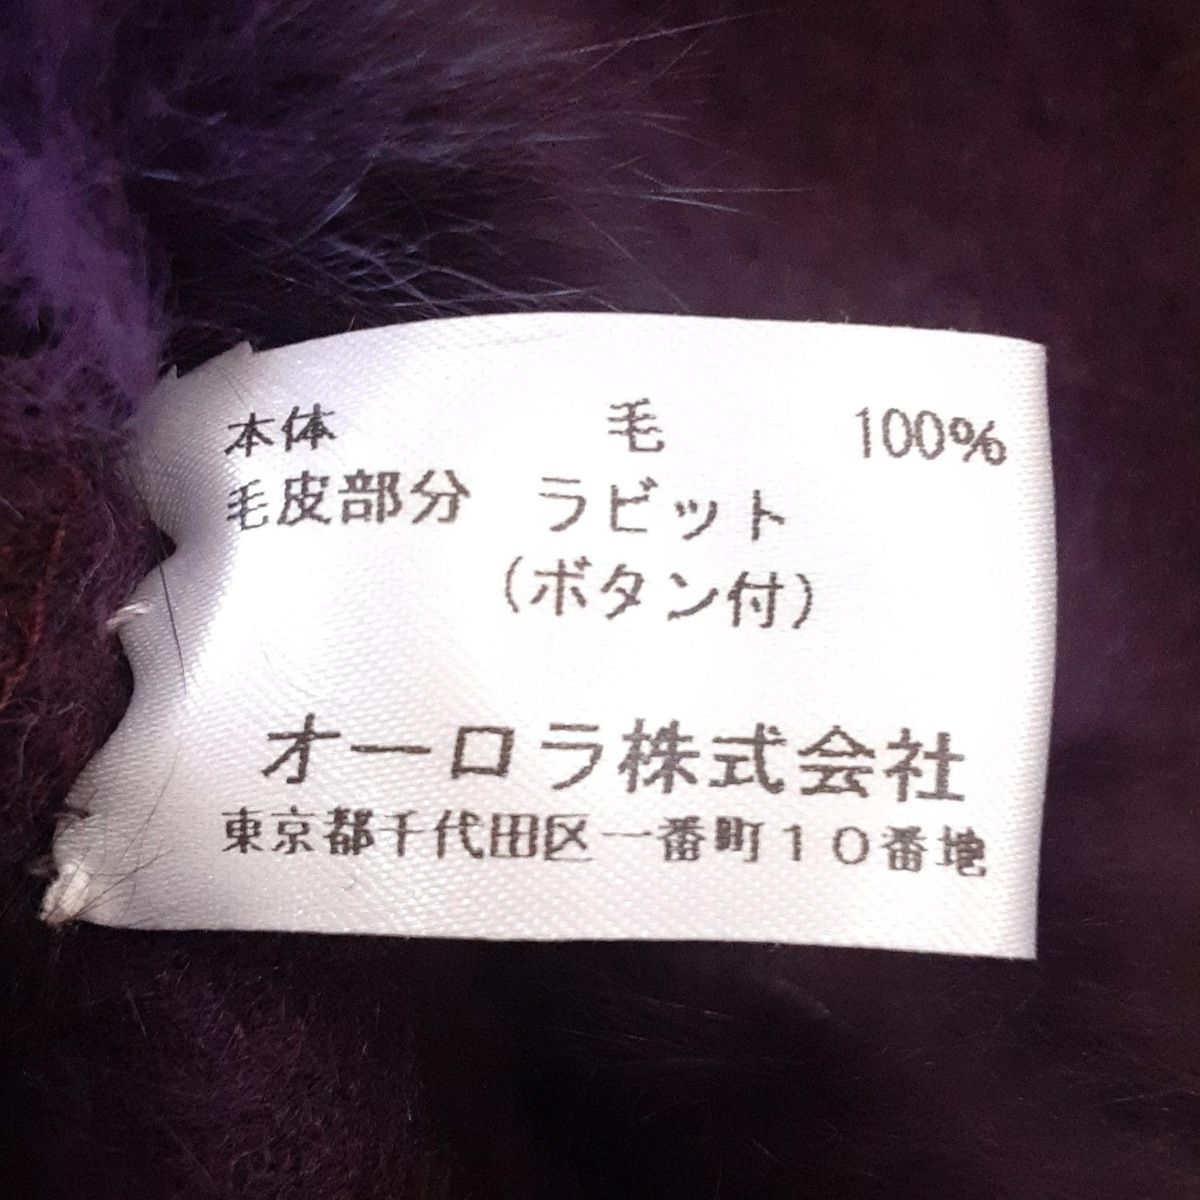 本体 毛 100%
毛皮部分 ラビット
(ボタン付)
オーロラ株式会社
東京都千代田区一番町10番地